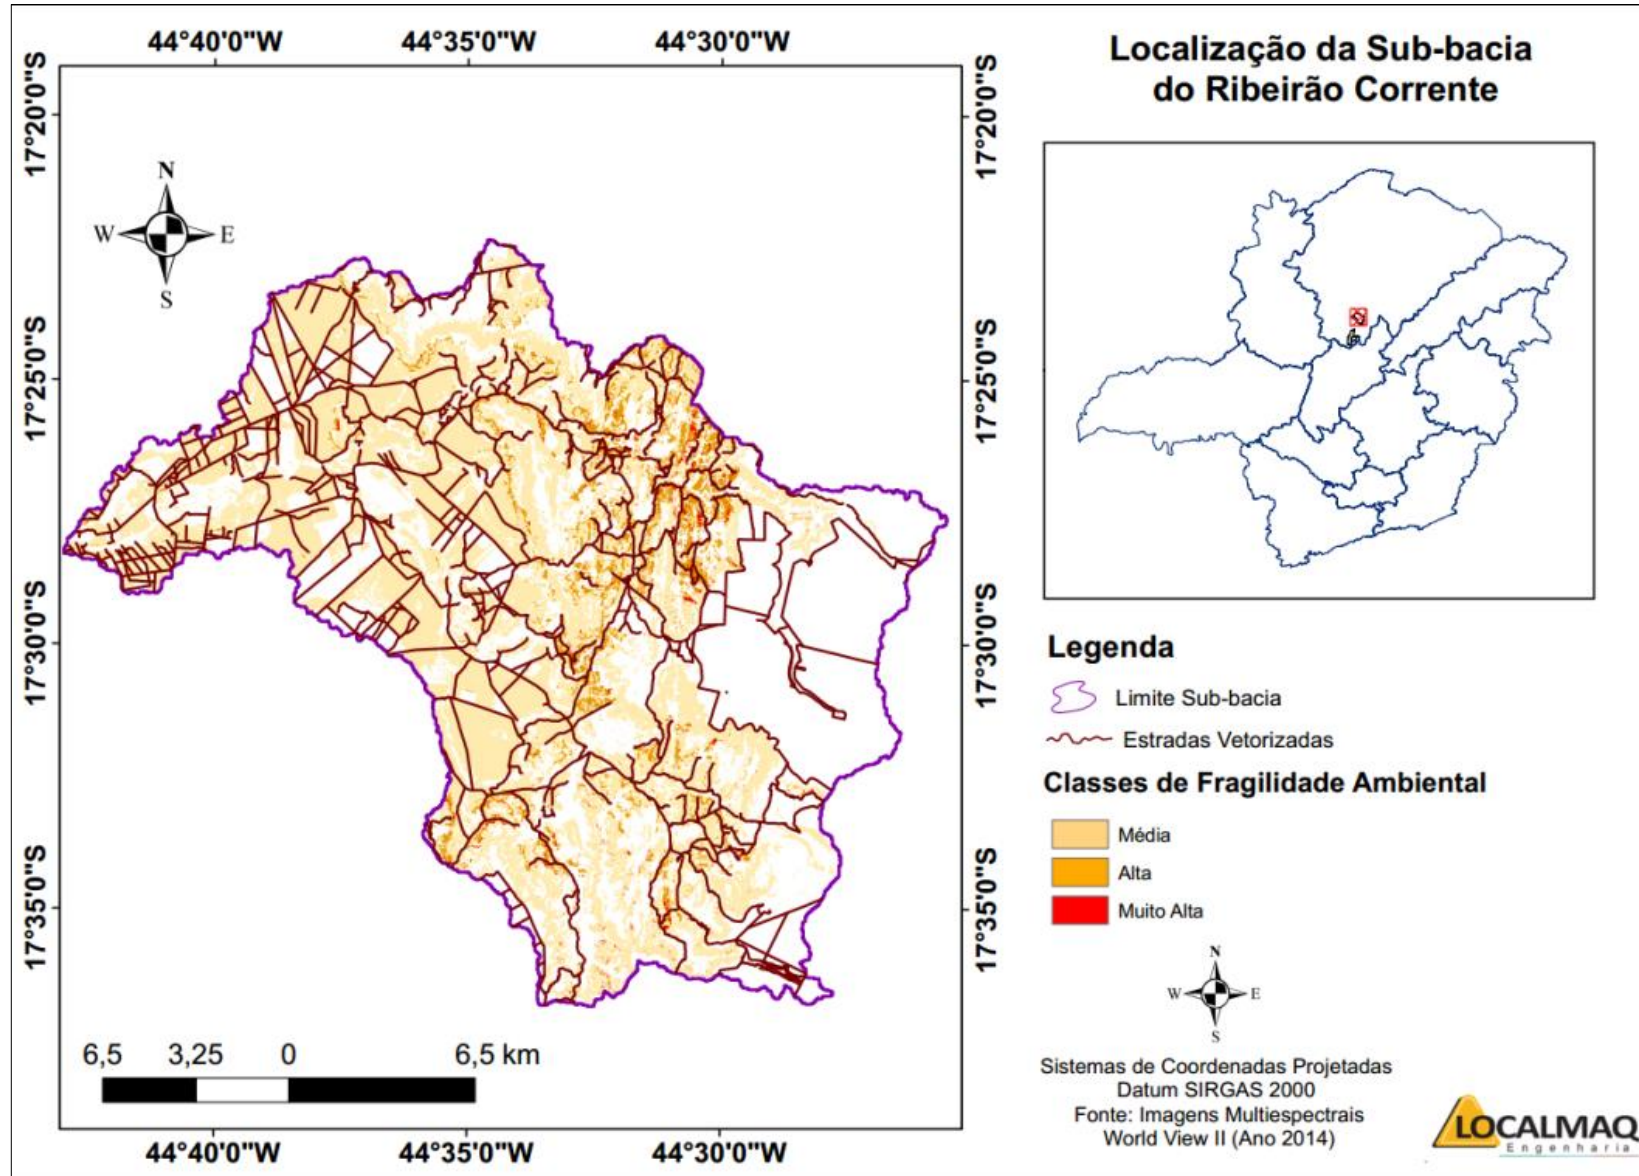 44°40'0"W 44°35'0"W 44°30'0"W
17°20'0"S
17°20'0"S
N
W E
S
17°25'0"S
17°25'0"S
17°30'0"S
17°30'0"S
17°35'0"S
17°35'0"S
6,5 3,25 0 6,5 km
44°40'0"W 44°35'0"W 44°30'0"W
Localização da Sub-bacia
do Ribeirão Corrente
Legenda
Limite Sub-bacia
Estradas Vetorizadas
Classes de Fragilidade Ambiental
Média
Alta
Muito Alta
N
W E
S
Sistemas de Coordenadas Projetadas
Datum SIRGAS 2000
Fonte: Imagens Multiespectrais
World View II (Ano 2014)
LOCALMAQ
Engenharia